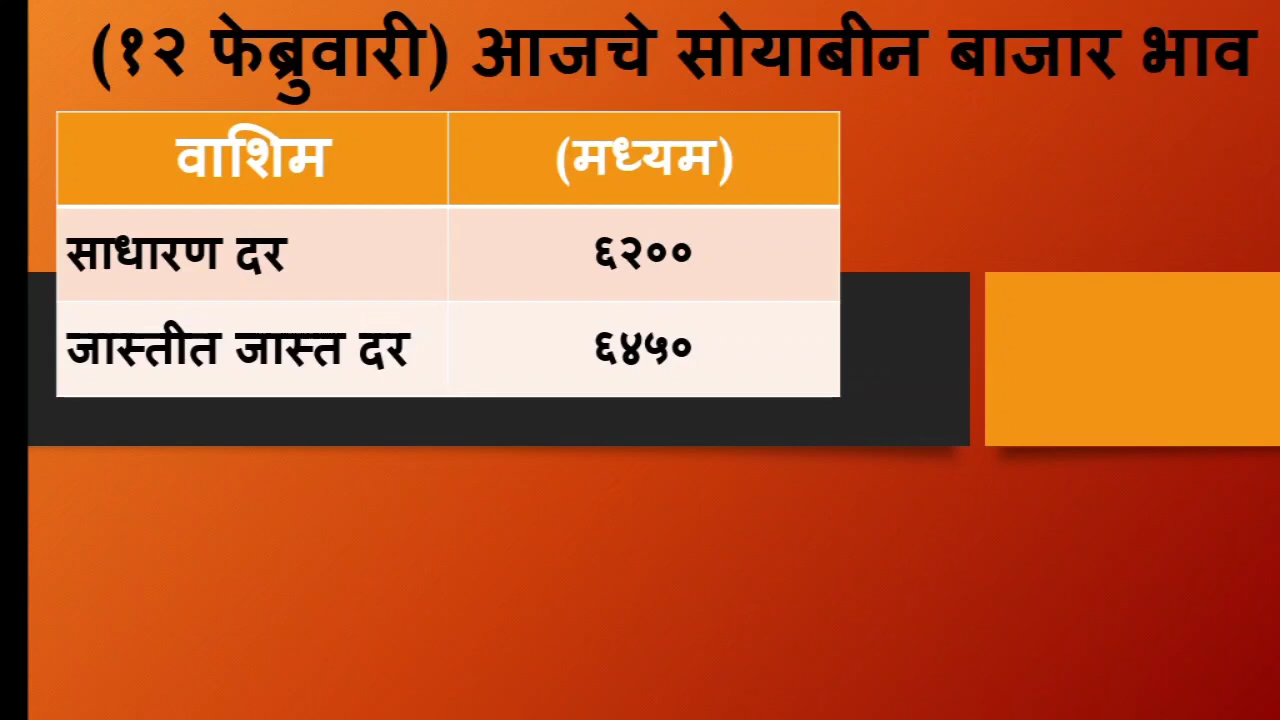 (१२ फेब्रुवारी) आजचे सोयाबीन बाजार भाव
वाशिम (मध्यम)
साधारण दर ६२००
जास्तीत जास्त दर ६४५०